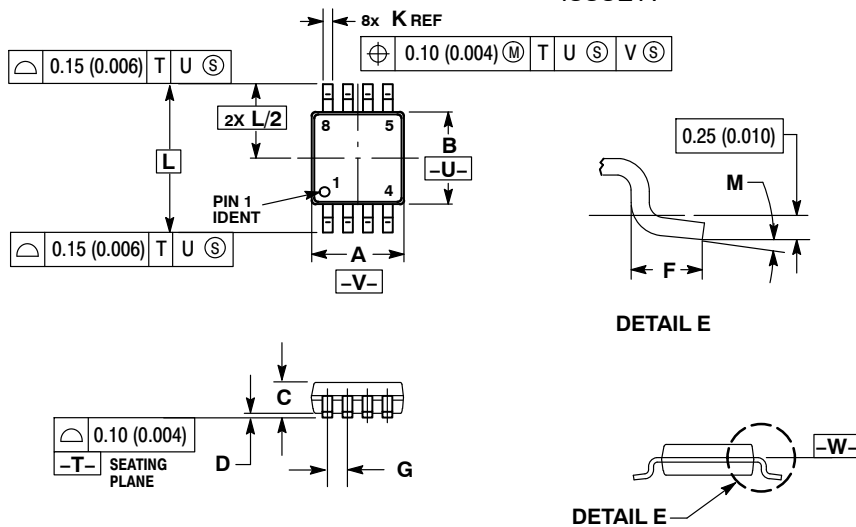 8x K REF
⌖ 0.10 (0.004) Ⓜ T U Ⓢ V Ⓢ
⌓ 0.15 (0.006) T U Ⓢ
2X L/2
8 5
B
L
–U–
0.25 (0.010)
M
PIN 1
IDENT
1 4
⌓ 0.15 (0.006) T U Ⓢ
A
–V–
F
DETAIL E
C
⌓ 0.10 (0.004)
–T– SEATING
PLANE
D
G
–W–
DETAIL E